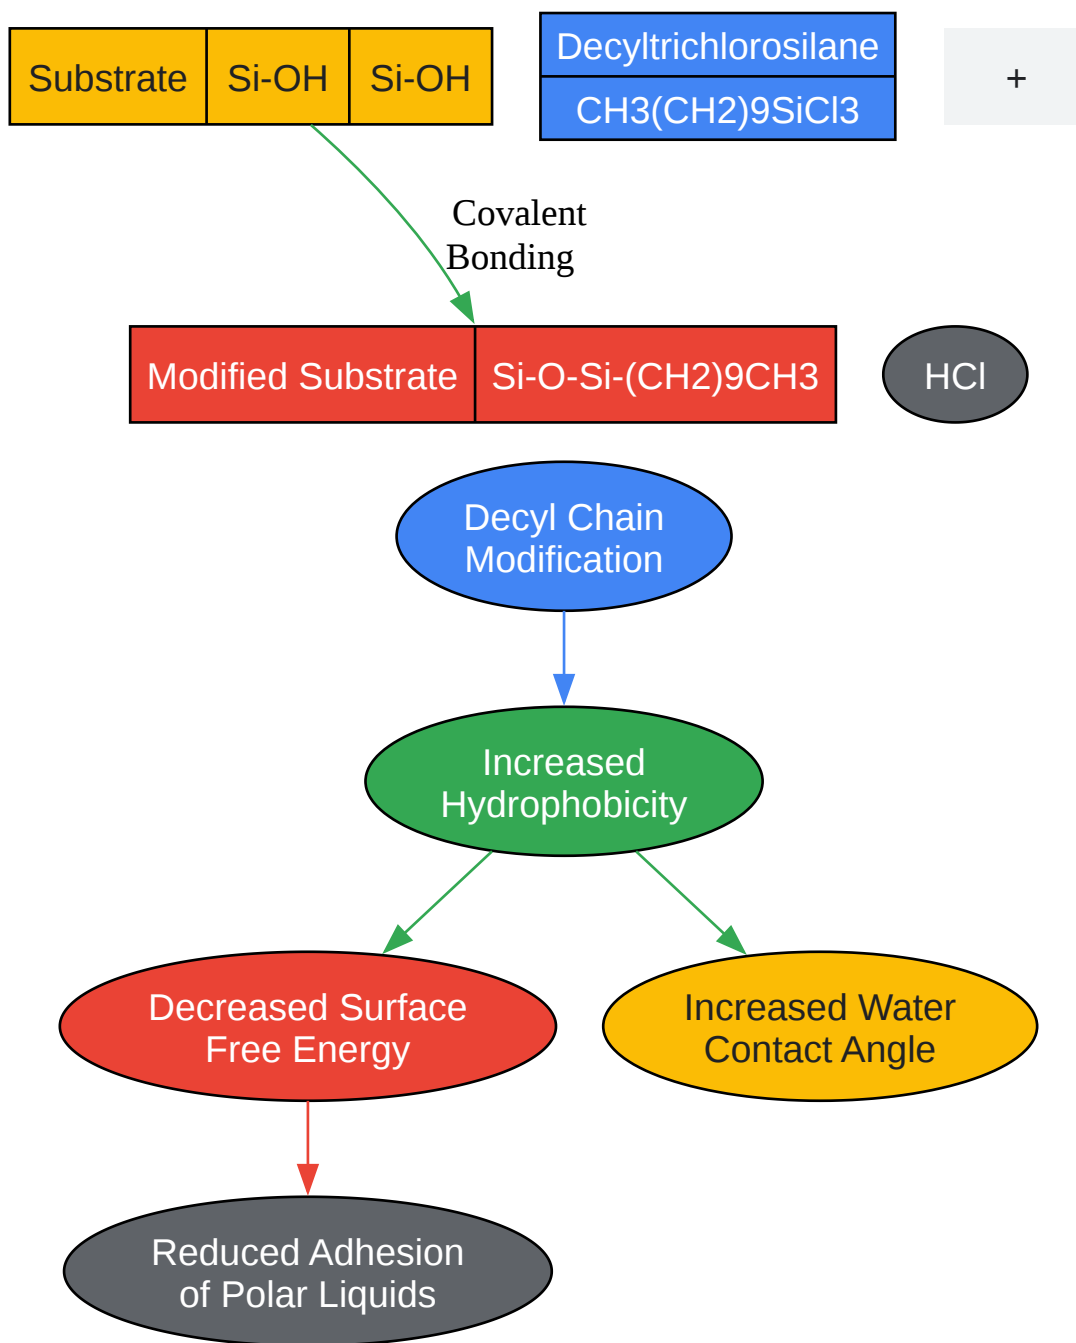 Substrate
Si-OH
Si-OH
Decyltrichlorosilane
CH3(CH2)9SiCl3
+
Covalent
Bonding
Modified Substrate
Si-O-Si-(CH2)9CH3
HCl
Decyl Chain
Modification
Increased
Hydrophobicity
Decreased Surface
Free Energy
Increased Water
Contact Angle
Reduced Adhesion
of Polar Liquids